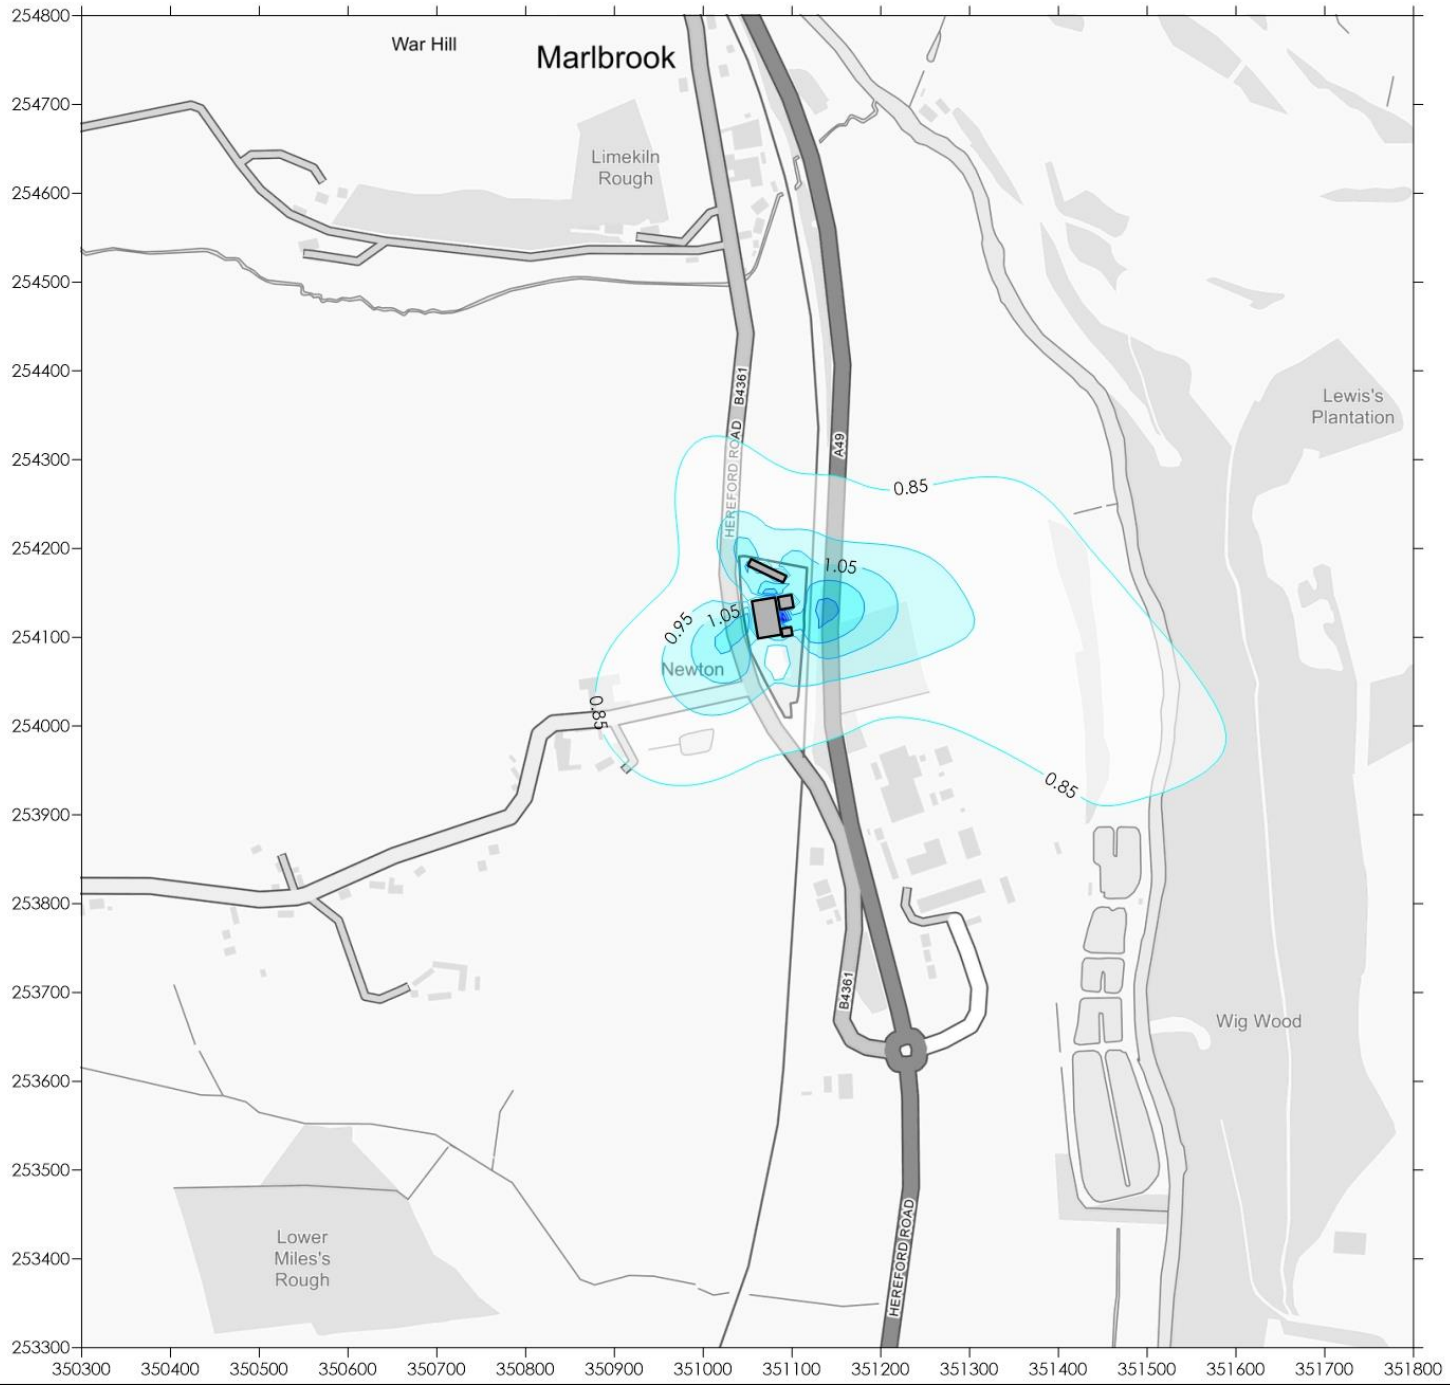 254800
War Hill
Marlbrook
254700
Limekiln
Rough
254600
254500
254400
B4361
Lewis's
Plantation
HEREFORD ROAD
A49
254300
0.85
254200
1.05
0.95
1.05
254100
Newton
0.85
254000
0.85
253900
253800
253700
B4361
Wig Wood
253600
253500
253400
Lower
Miles's
Rough
HEREFORD ROAD
253300
350300 350400 350500 350600 350700 350800 350900 351000 351100 351200 351300 351400 351500 351600 351700 351800